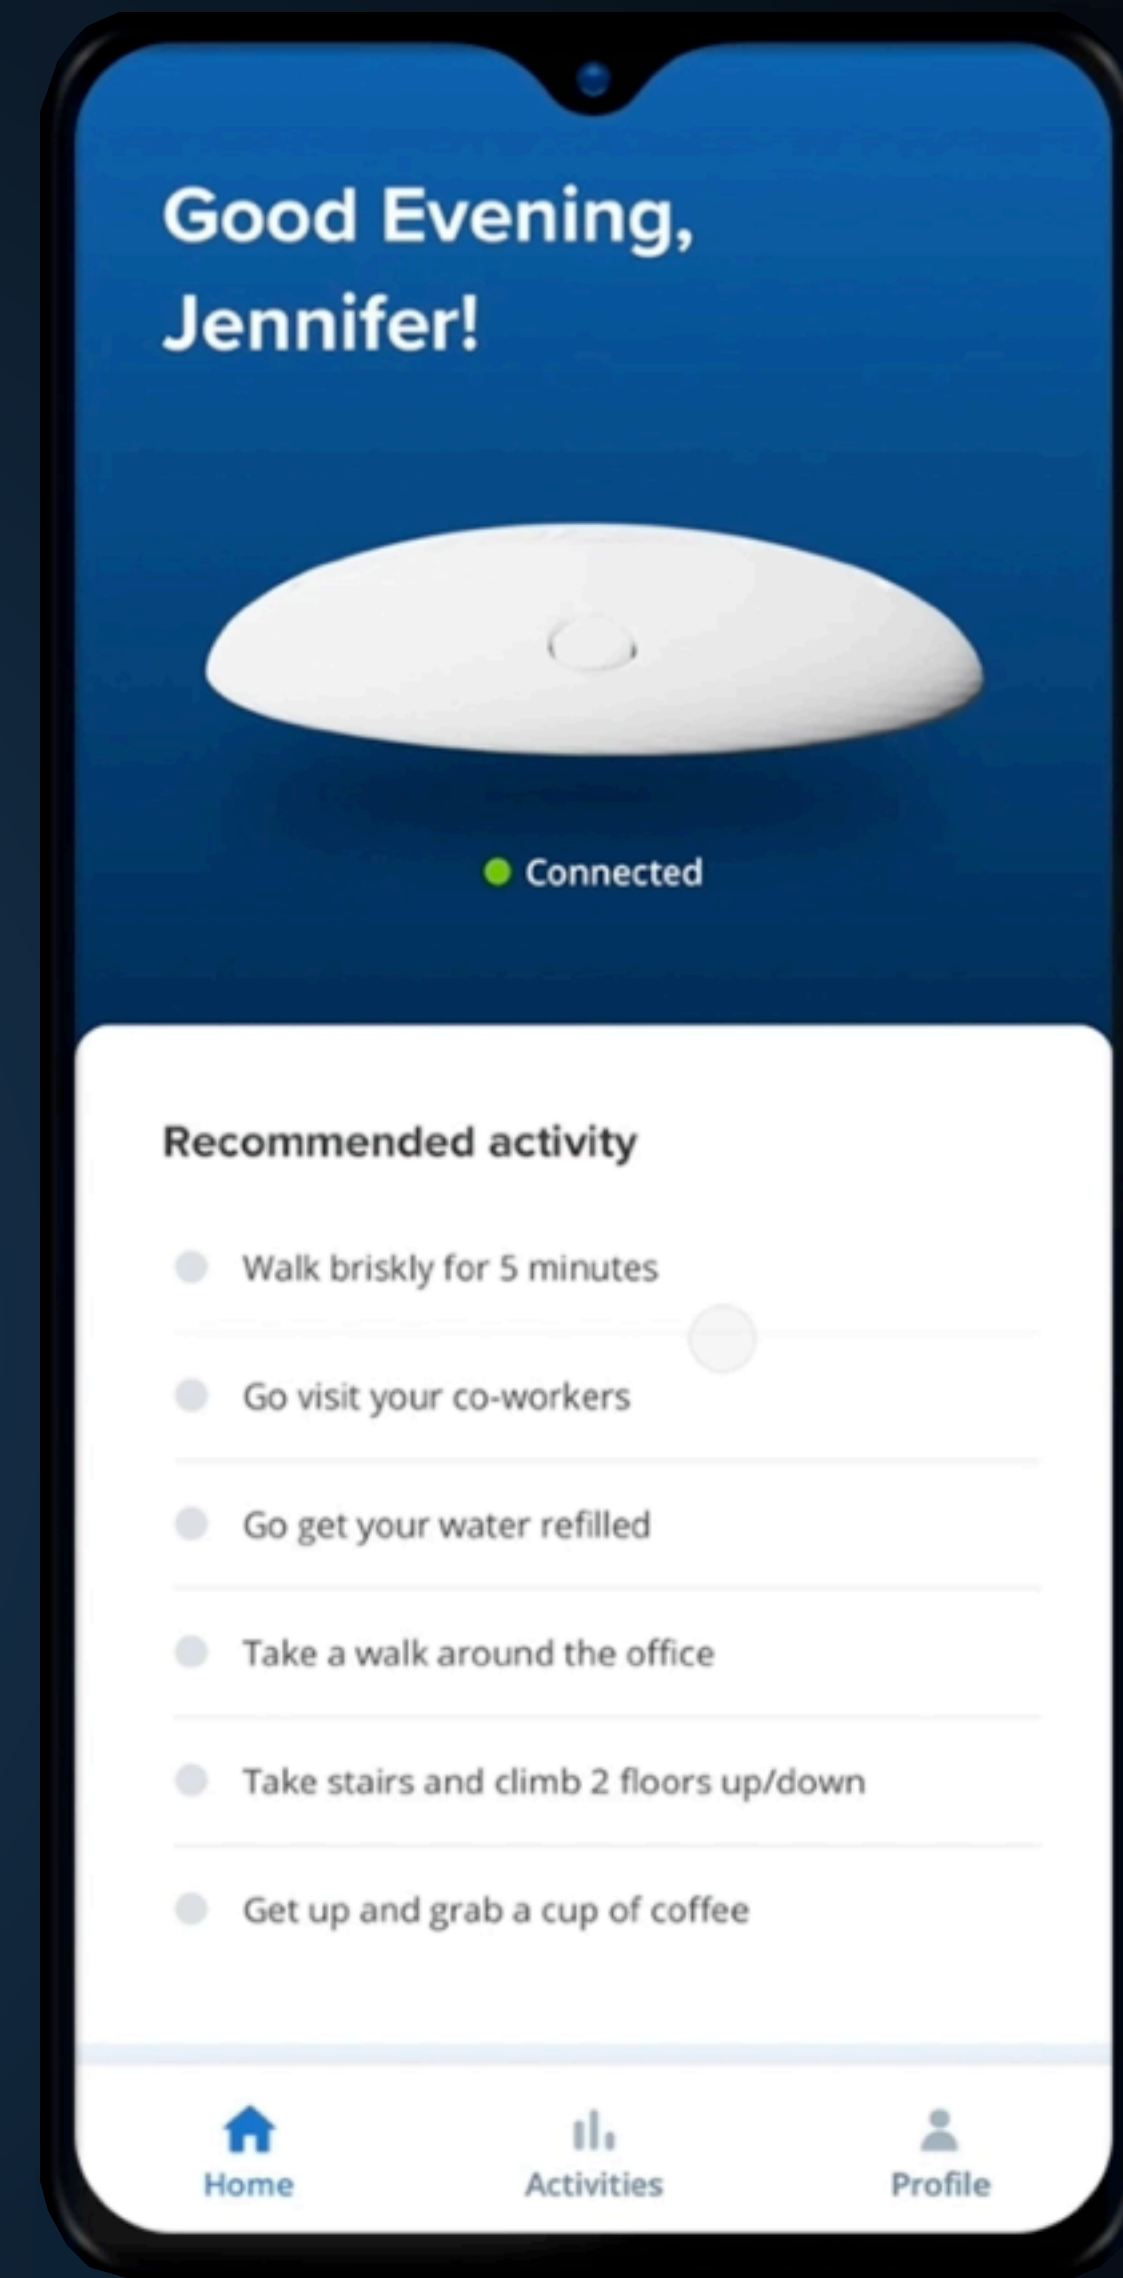 Good Evening,
Jennifer!
Connected
Recommended activity
Walk briskly for 5 minutes
Go visit your co-workers
Go get your water refilled
Take a walk around the office
Take stairs and climb 2 floors up/down
Get up and grab a cup of coffee
Home
Activities
Profile